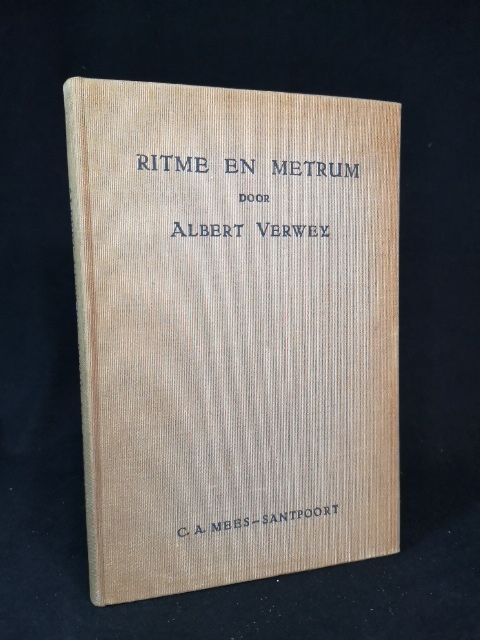 RITME EN METRUM
DOOR
ALBERT VERWEY
C. A. MEES-SANTPOORT